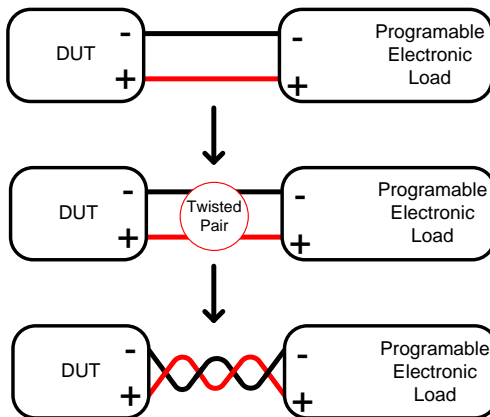 - -
DUT
Programable
Electronic
Load
+ +
- -
DUT
Twisted
Pair
Programable
Electronic
Load
+ +
- -
DUT
Programable
Electronic
Load
+ +